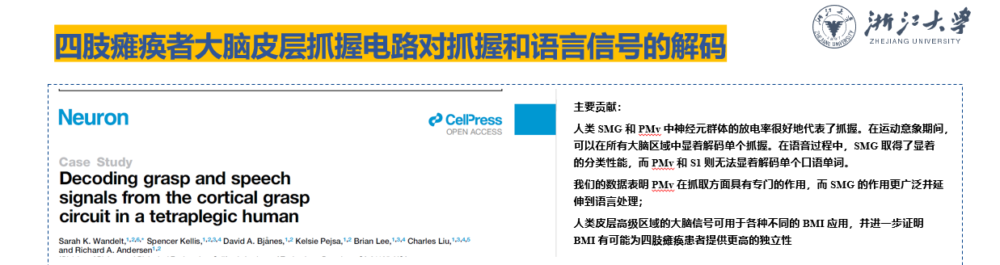 四肢瘫痪者大脑皮层抓握电路对抓握和语言信号的解码
浙江大学
ZHEJIANG UNIVERSITY
Neuron
CellPress
OPEN ACCESS
Case Study
Decoding grasp and speech
signals from the cortical grasp
circuit in a tetraplegic human
Sarah K. Wandelt,1,2,6,* Spencer Kellis,1,2,3,4 David A. Bjånes,1,2 Kelsie Pejsa,1,2 Brian Lee,1,3,4 Charles Liu,1,3,4,5
and Richard A. Andersen1,2
主要贡献：
人类 SMG 和 PMv 中神经元群体的放电率很好地代表了抓握。在运动意象期间，
可以在所有大脑区域中显着解码单个抓握。在语音过程中，SMG 取得了显着
的分类性能，而 PMv 和 S1 则无法显着解码单个口语单词。
我们的数据表明 PMv 在抓取方面具有专门的作用，而 SMG 的作用更广泛并延
伸到语言处理；
人类皮层高级区域的大脑信号可用于各种不同的 BMI 应用，并进一步证明
BMI 有可能为四肢瘫痪患者提供更高的独立性